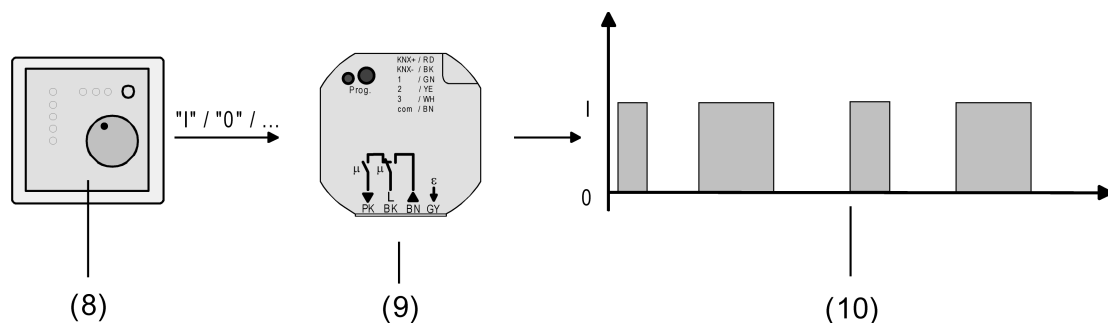 "I" / "0" / ...
KNX+ / RD
KNX- / BK
1 / GN
2 / YE
3 / WH
com / BN
Prog.
μ μ
L ε
PK BK BN GY
I
0
(8) (9) (10)